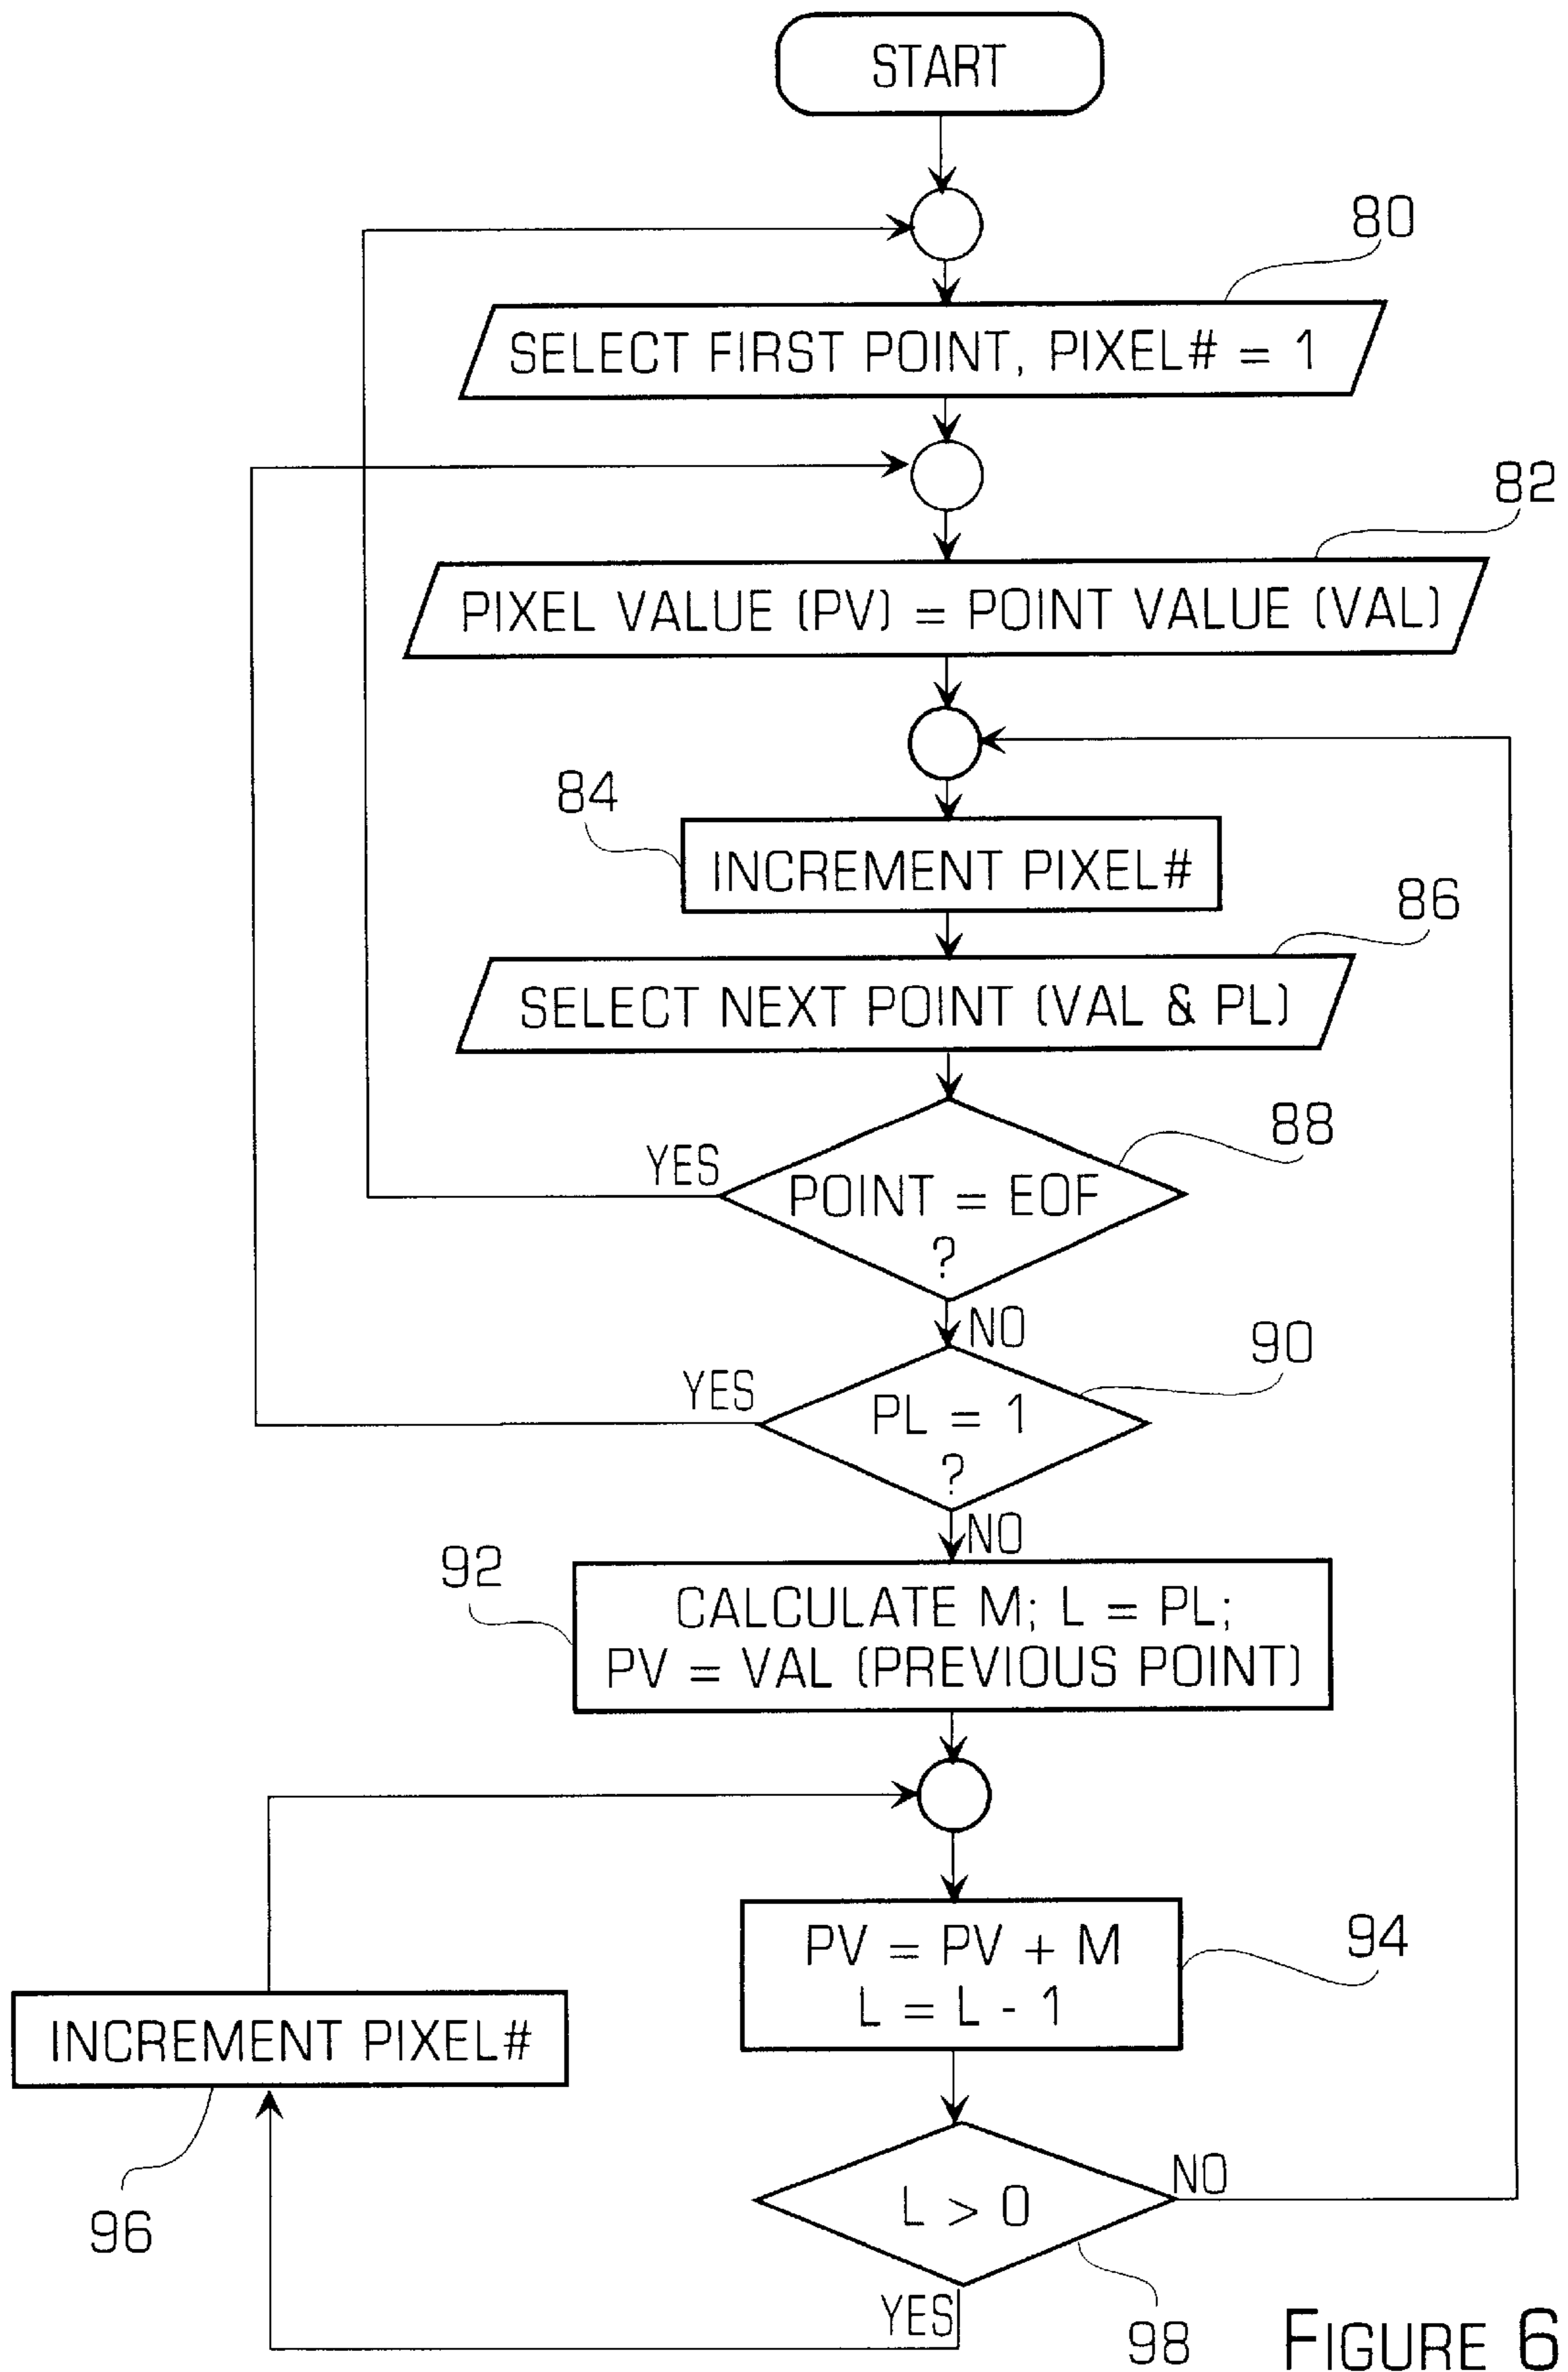 START
80
SELECT FIRST POINT, PIXEL# = 1
82
PIXEL VALUE (PV) = POINT VALUE (VAL)
84
INCREMENT PIXEL#
86
SELECT NEXT POINT (VAL & PL)
88
YES
POINT = EOF
?
NO
90
YES
PL = 1
?
NO
92
CALCULATE M; L = PL;
PV = VAL (PREVIOUS POINT)
94
PV = PV + M
L = L - 1
INCREMENT PIXEL#
96
NO
L > 0
YES
98
FIGURE 6